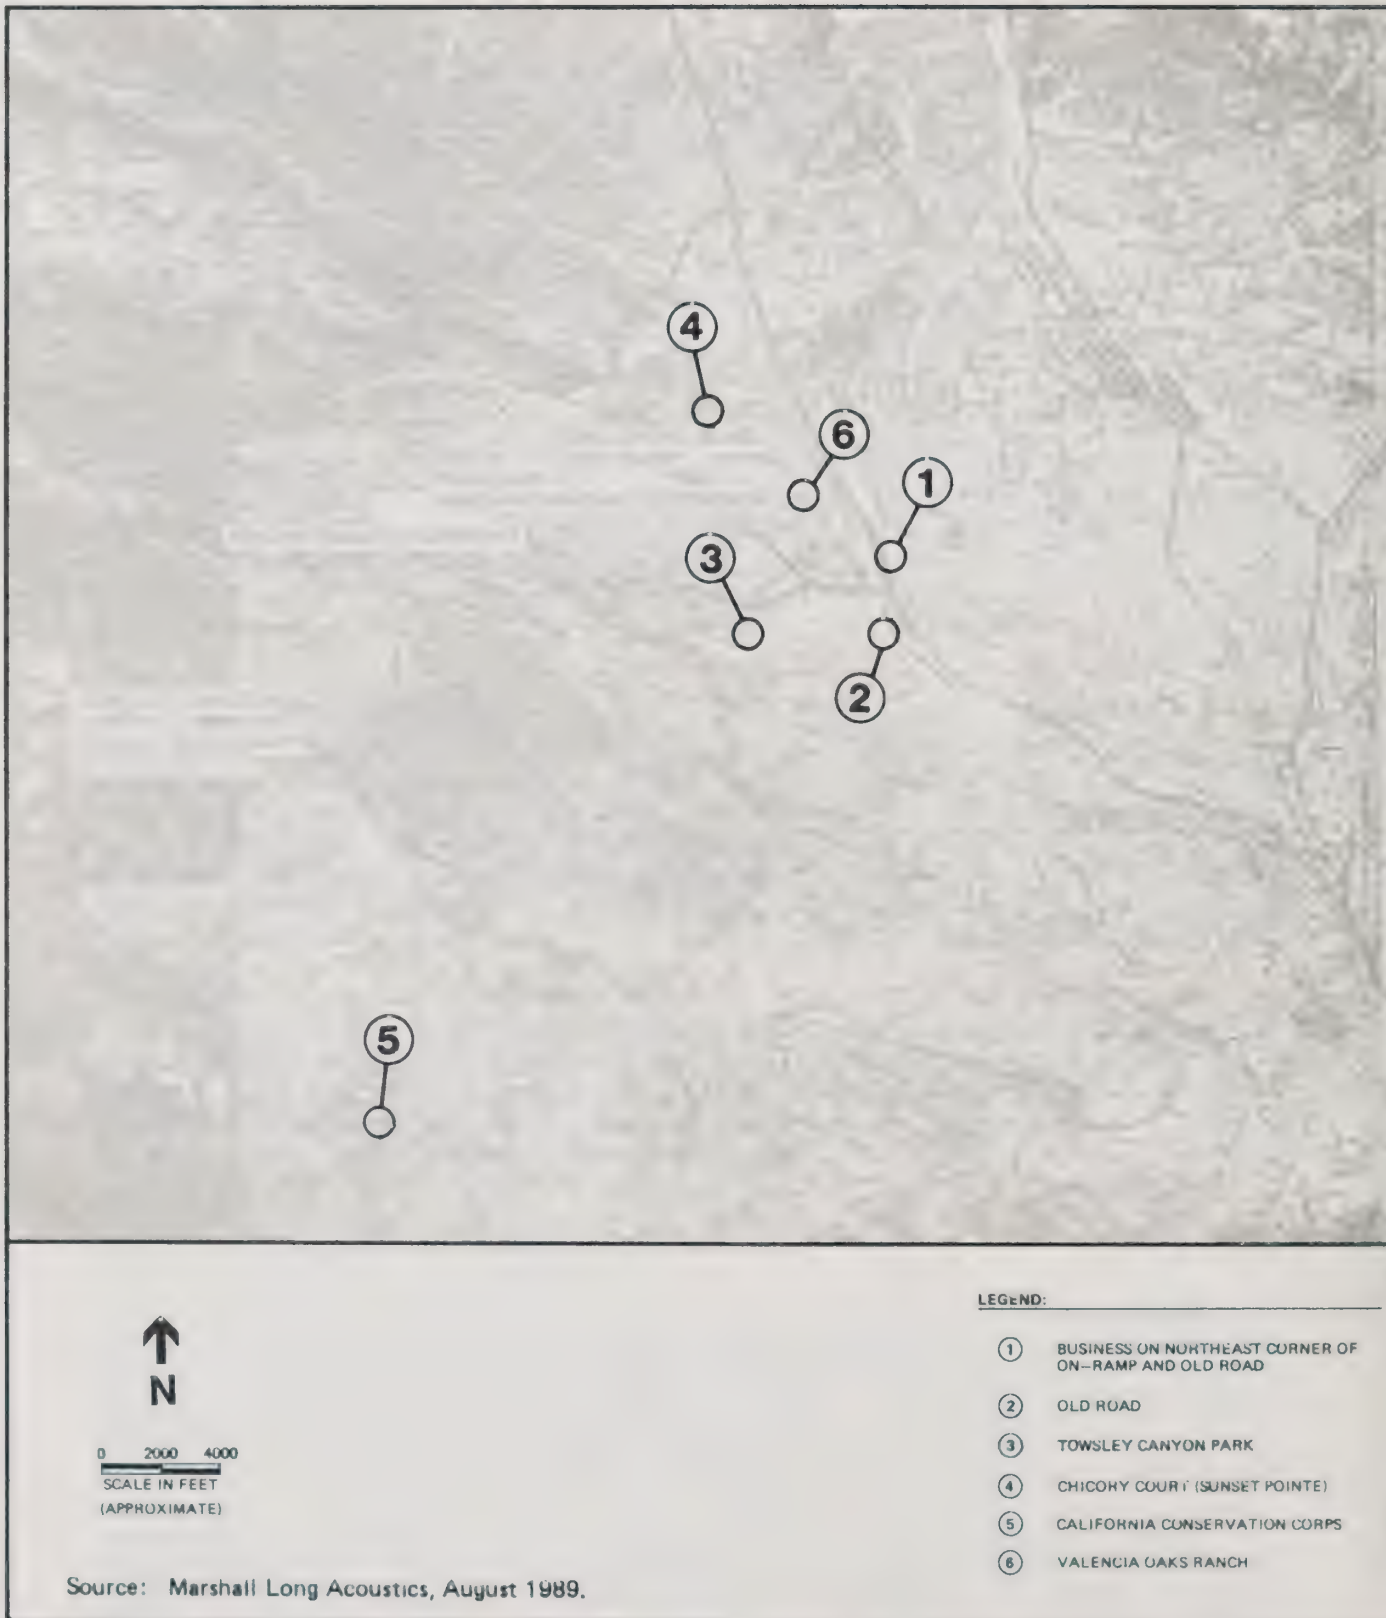 4
6
1
3
2
5
N
0 2000 4000
SCALE IN FEET
(APPROXIMATE)
Source: Marshall Long Acoustics, August 1989.
LEGEND:
1 BUSINESS ON NORTHEAST CORNER OF
ON-RAMP AND OLD ROAD
2 OLD ROAD
3 TOWSLEY CANYON PARK
4 CHICORY COURT (SUNSET POINTE)
5 CALIFORNIA CONSERVATION CORPS
6 VALENCIA OAKS RANCH